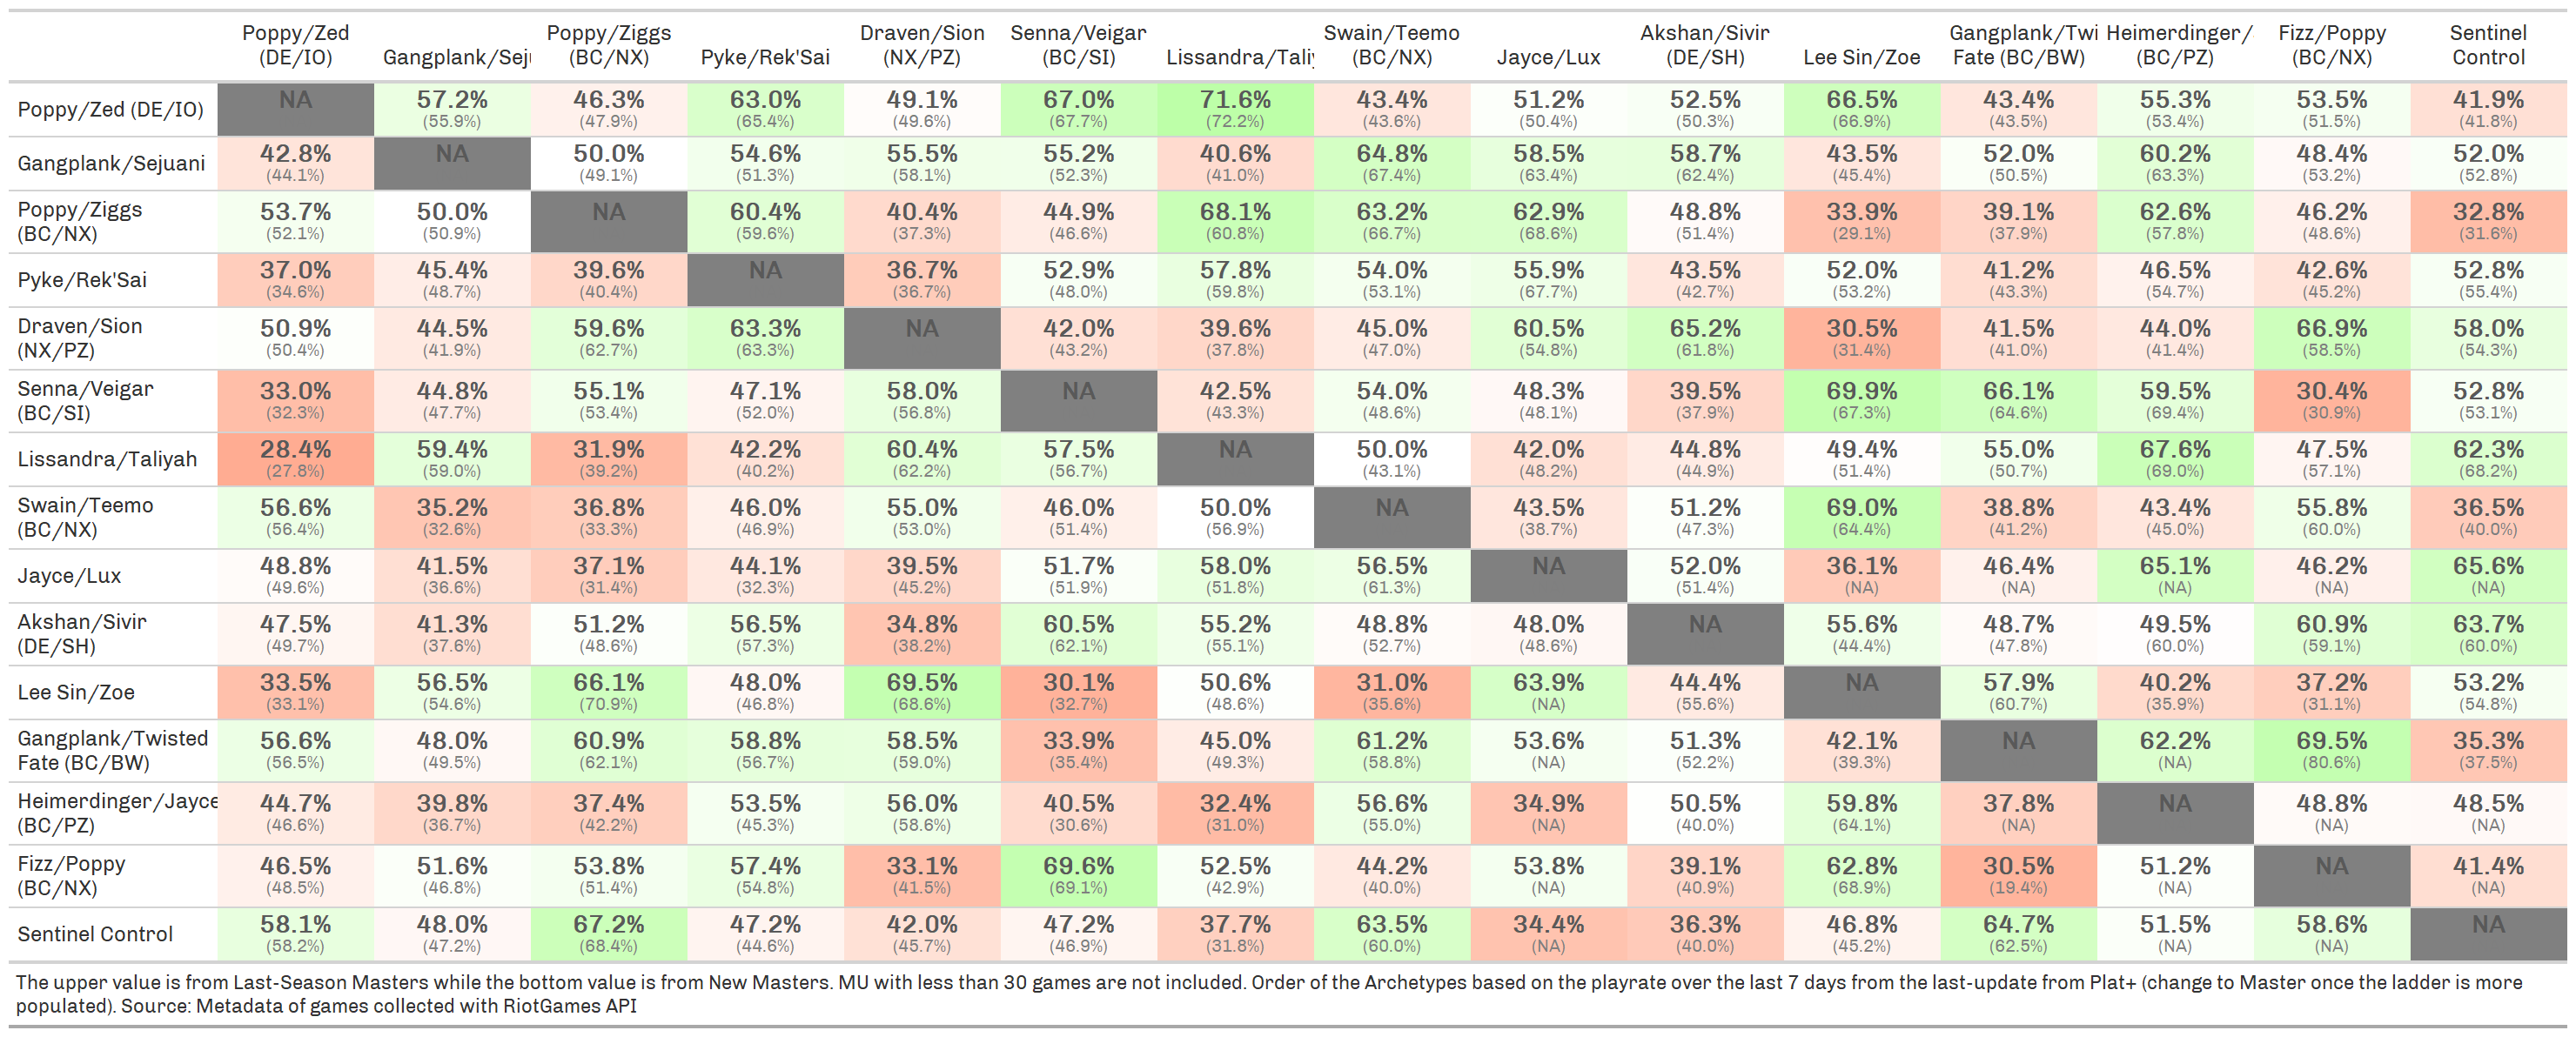 Poppy/Zed (DE/IO) Gangplank/Sej Poppy/Ziggs (BC/NX) Pyke/Rek'Sai Draven/Sion (NX/PZ) Senna/Veigar (BC/SI) Lissandra/Tali Swain/Teemo (BC/NX) Jayce/Lux Akshan/Sivir (DE/SH) Lee Sin/Zoe Gangplank/Twi Fate (BC/BW) Heimerdinger/ (BC/PZ) Fizz/Poppy (BC/NX) Sentinel Control
Poppy/Zed (DE/IO) NA 57.2% 46.3% 63.0% 49.1% 67.0% 71.6% 43.4% 51.2% 52.5% 66.5% 43.4% 55.3% 53.5% 41.9%
(55.9%) (47.9%) (65.4%) (49.6%) (67.7%) (72.2%) (43.6%) (50.4%) (50.3%) (66.9%) (43.5%) (53.4%) (51.5%) (41.8%)
Gangplank/Sejuani 42.8% NA 50.0% 54.6% 55.5% 55.2% 40.6% 64.8% 58.5% 58.7% 43.5% 52.0% 60.2% 48.4% 52.0%
(44.1%) (49.1%) (51.3%) (58.1%) (52.3%) (41.0%) (67.4%) (63.4%) (62.4%) (45.4%) (50.5%) (63.3%) (53.2%) (52.8%)
Poppy/Ziggs 53.7% 50.0% NA 60.4% 40.4% 44.9% 68.1% 63.2% 62.9% 48.8% 33.9% 39.1% 62.6% 46.2% 32.8%
(BC/NX) (52.1%) (50.9%) (59.6%) (37.3%) (46.6%) (60.8%) (66.7%) (68.6%) (51.4%) (29.1%) (37.9%) (57.8%) (48.6%) (31.6%)
Pyke/Rek'Sai 37.0% 45.4% 39.6% NA 36.7% 52.9% 57.8% 54.0% 55.9% 43.5% 52.0% 41.2% 46.5% 42.6% 52.8%
(34.6%) (48.7%) (40.4%) (36.7%) (48.0%) (59.8%) (53.1%) (67.7%) (42.7%) (53.2%) (43.3%) (54.7%) (45.2%) (55.4%)
Draven/Sion 50.9% 44.5% 59.6% 63.3% NA 42.0% 39.6% 45.0% 60.5% 65.2% 30.5% 41.5% 44.0% 66.9% 58.0%
(NX/PZ) (50.4%) (41.9%) (62.7%) (63.3%) (43.2%) (37.8%) (47.0%) (54.8%) (61.8%) (31.4%) (41.0%) (41.4%) (58.5%) (54.3%)
Senna/Veigar 33.0% 44.8% 55.1% 47.1% 58.0% NA 42.5% 54.0% 48.3% 39.5% 69.9% 66.1% 59.5% 30.4% 52.8%
(BC/SI) (32.3%) (47.7%) (53.4%) (52.0%) (56.8%) (43.3%) (48.6%) (48.1%) (37.9%) (67.3%) (64.6%) (69.4%) (30.9%) (53.1%)
Lissandra/Taliyah 28.4% 59.4% 31.9% 42.2% 60.4% 57.5% NA 50.0% 42.0% 44.8% 49.4% 55.0% 67.6% 47.5% 62.3%
(27.8%) (59.0%) (39.2%) (40.2%) (62.2%) (56.7%) (43.1%) (48.2%) (44.9%) (51.4%) (50.7%) (69.0%) (57.1%) (68.2%)
Swain/Teemo 56.6% 35.2% 36.8% 46.0% 55.0% 46.0% 50.0% NA 43.5% 51.2% 69.0% 38.8% 43.4% 55.8% 36.5%
(BC/NX) (56.4%) (32.6%) (33.3%) (46.9%) (53.0%) (51.4%) (56.9%) (38.7%) (47.3%) (64.4%) (41.2%) (45.0%) (60.0%) (40.0%)
Jayce/Lux 48.8% 41.5% 37.1% 44.1% 39.5% 51.7% 58.0% 56.5% NA 52.0% 36.1% 46.4% 65.1% 46.2% 65.6%
(49.6%) (36.6%) (31.4%) (32.3%) (45.2%) (51.9%) (51.8%) (61.3%) (51.4%) (NA) (NA) (NA) (NA) (NA)
Akshan/Sivir 47.5% 41.3% 51.2% 56.5% 34.8% 60.5% 55.2% 48.8% 48.0% NA 55.6% 48.7% 49.5% 60.9% 63.7%
(DE/SH) (49.7%) (37.6%) (48.6%) (57.3%) (38.2%) (62.1%) (55.1%) (52.7%) (48.6%) (44.4%) (47.8%) (60.0%) (59.1%) (60.0%)
Lee Sin/Zoe 33.5% 56.5% 66.1% 48.0% 69.5% 30.1% 50.6% 31.0% 63.9% 44.4% NA 57.9% 40.2% 37.2% 53.2%
(33.1%) (54.6%) (70.9%) (46.8%) (68.6%) (32.7%) (48.6%) (35.6%) (NA) (55.6%) (60.7%) (35.9%) (31.1%) (54.8%)
Gangplank/Twisted 56.6% 48.0% 60.9% 58.8% 58.5% 33.9% 45.0% 61.2% 53.6% 51.3% 42.1% NA 62.2% 69.5% 35.3%
Fate (BC/BW) (56.5%) (49.5%) (62.1%) (56.7%) (59.0%) (35.4%) (49.3%) (58.8%) (NA) (52.2%) (39.3%) (NA) (80.6%) (37.5%)
Heimerdinger/Jayce 44.7% 39.8% 37.4% 53.5% 56.0% 40.5% 32.4% 56.6% 34.9% 50.5% 59.8% 37.8% NA 48.8% 48.5%
(BC/PZ) (46.6%) (36.7%) (42.2%) (45.3%) (58.6%) (30.6%) (31.0%) (55.0%) (NA) (40.0%) (64.1%) (NA) (NA) (NA)
Fizz/Poppy 46.5% 51.6% 53.8% 57.4% 33.1% 69.6% 52.5% 44.2% 53.8% 39.1% 62.8% 30.5% 51.2% NA 41.4%
(BC/NX) (48.5%) (46.8%) (51.4%) (54.8%) (41.5%) (69.1%) (42.9%) (40.0%) (NA) (40.9%) (68.9%) (19.4%) (NA) (NA)
Sentinel Control 58.1% 48.0% 67.2% 47.2% 42.0% 47.2% 37.7% 63.5% 34.4% 36.3% 46.8% 64.7% 51.5% 58.6% NA
(58.2%) (47.2%) (68.4%) (44.6%) (45.7%) (46.9%) (31.8%) (60.0%) (NA) (40.0%) (45.2%) (62.5%) (NA) (NA)
The upper value is from Last-Season Masters while the bottom value is from New Masters. MU with less than 30 games are not included. Order of the Archetypes based on the playrate over the last 7 days from the last-update from Plat+ (change to Master once the ladder is more
populated). Source: Metadata of games collected with RiotGames API